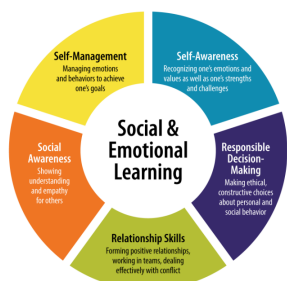 Self-Management
Managing emotions
and behaviors to achieve
one's goals
Self-Awareness
Recognizing one's emotions and
values as well as one's strengths
and challenges
Social &
Emotional
Learning
Social
Awareness
Showing
understanding
and empathy
for others
Responsible
Decision-
Making
Making ethical,
constructive choices
about personal and
social behavior
Relationship Skills
Forming positive relationships,
working in teams, dealing
effectively with conflict